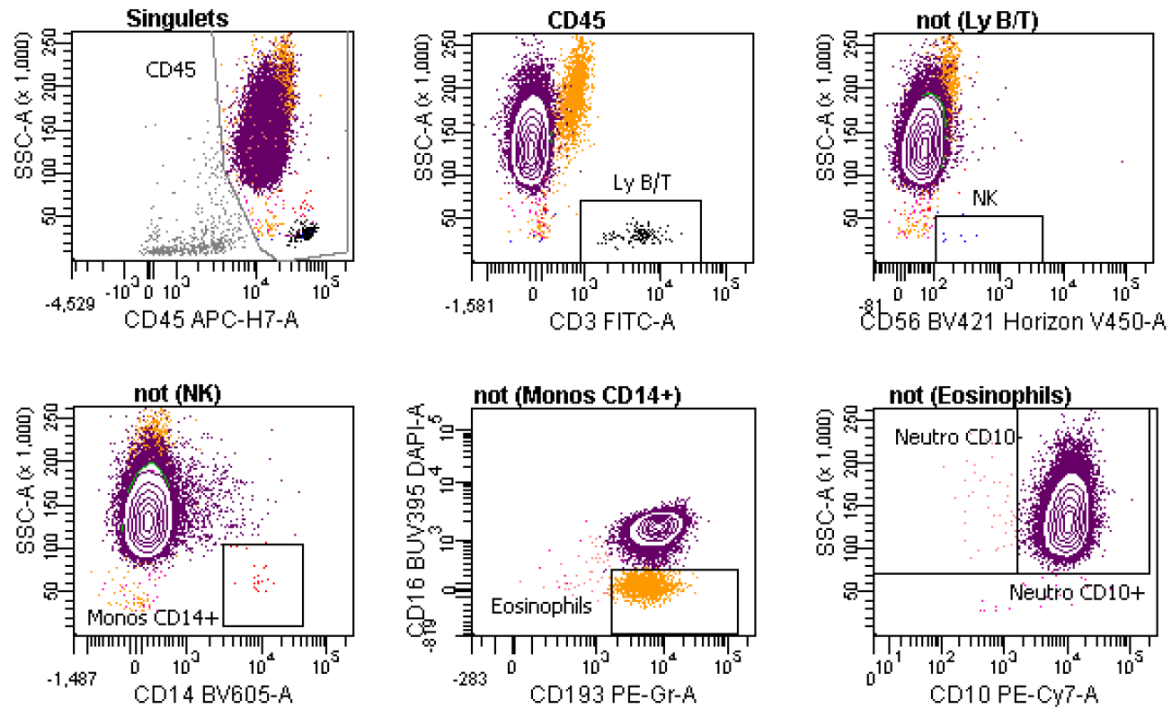 Singulets
CD45
SSC-A (x 1,000)
50 100 150 200 250
-4,529
-10³ 0 10³ 10⁴ 10⁵
CD45 APC-H7-A
CD45
Ly B/T
SSC-A (x 1,000)
50 100 150 200 250
-1,581
0 10³ 10⁴ 10⁵
CD3 FITC-A
not (Ly B/T)
NK
SSC-A (x 1,000)
50 100 150 200 250
-81
0 10² 10³ 10⁴ 10⁵
CD56 BV421 Horizon V450-A
not (NK)
Monos CD14+
SSC-A (x 1,000)
50 100 150 200 250
-1,487
0 10³ 10⁴ 10⁵
CD14 BV605-A
not (Monos CD14+)
Eosinophils
CD16 BUV395 DAPI-A
-819 0 10³ 10⁴ 10⁵
-283
0 10³ 10⁴ 10⁵
CD193 PE-Gr-A
not (Eosinophils)
Neutro CD10-
Neutro CD10+
SSC-A (x 1,000)
50 100 150 200 250
0 10¹ 10² 10³ 10⁴ 10⁵
CD10 PE-Cy7-A